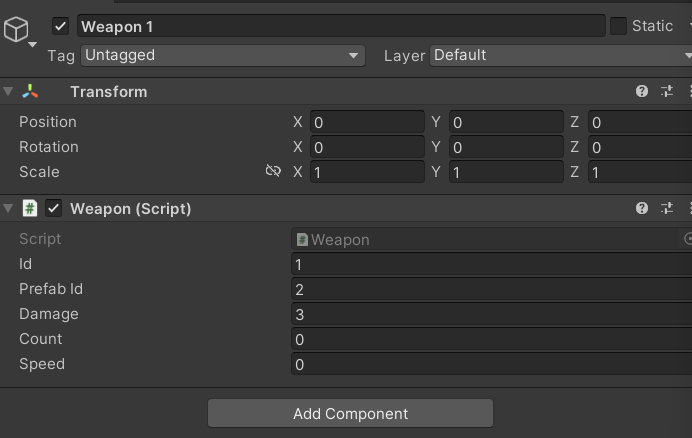 Weapon 1 Static
Tag Untagged Layer Default
Transform
Position X 0 Y 0 Z 0
Rotation X 0 Y 0 Z 0
Scale X 1 Y 1 Z 1
# Weapon (Script)
Script # Weapon
Id 1
Prefab Id 2
Damage 3
Count 0
Speed 0
Add Component